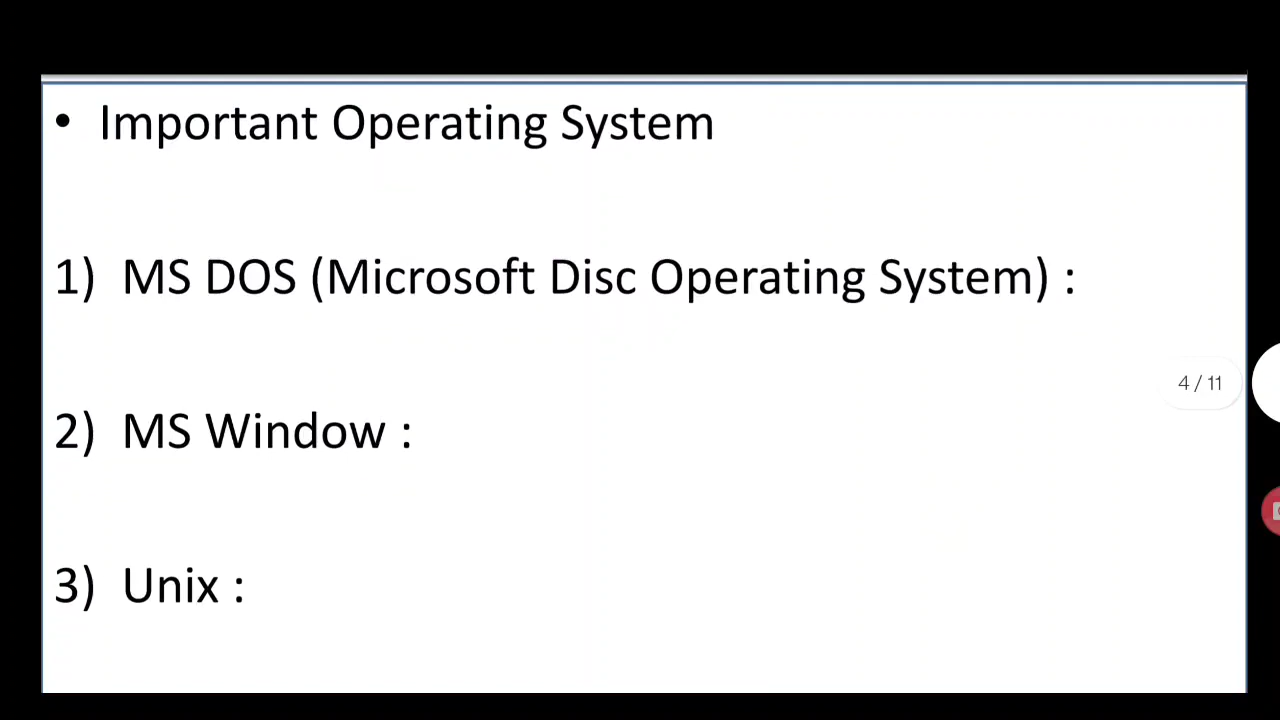 • Important Operating System
1) MS DOS (Microsoft Disc Operating System) :
4 / 11
2) MS Window :
3) Unix :